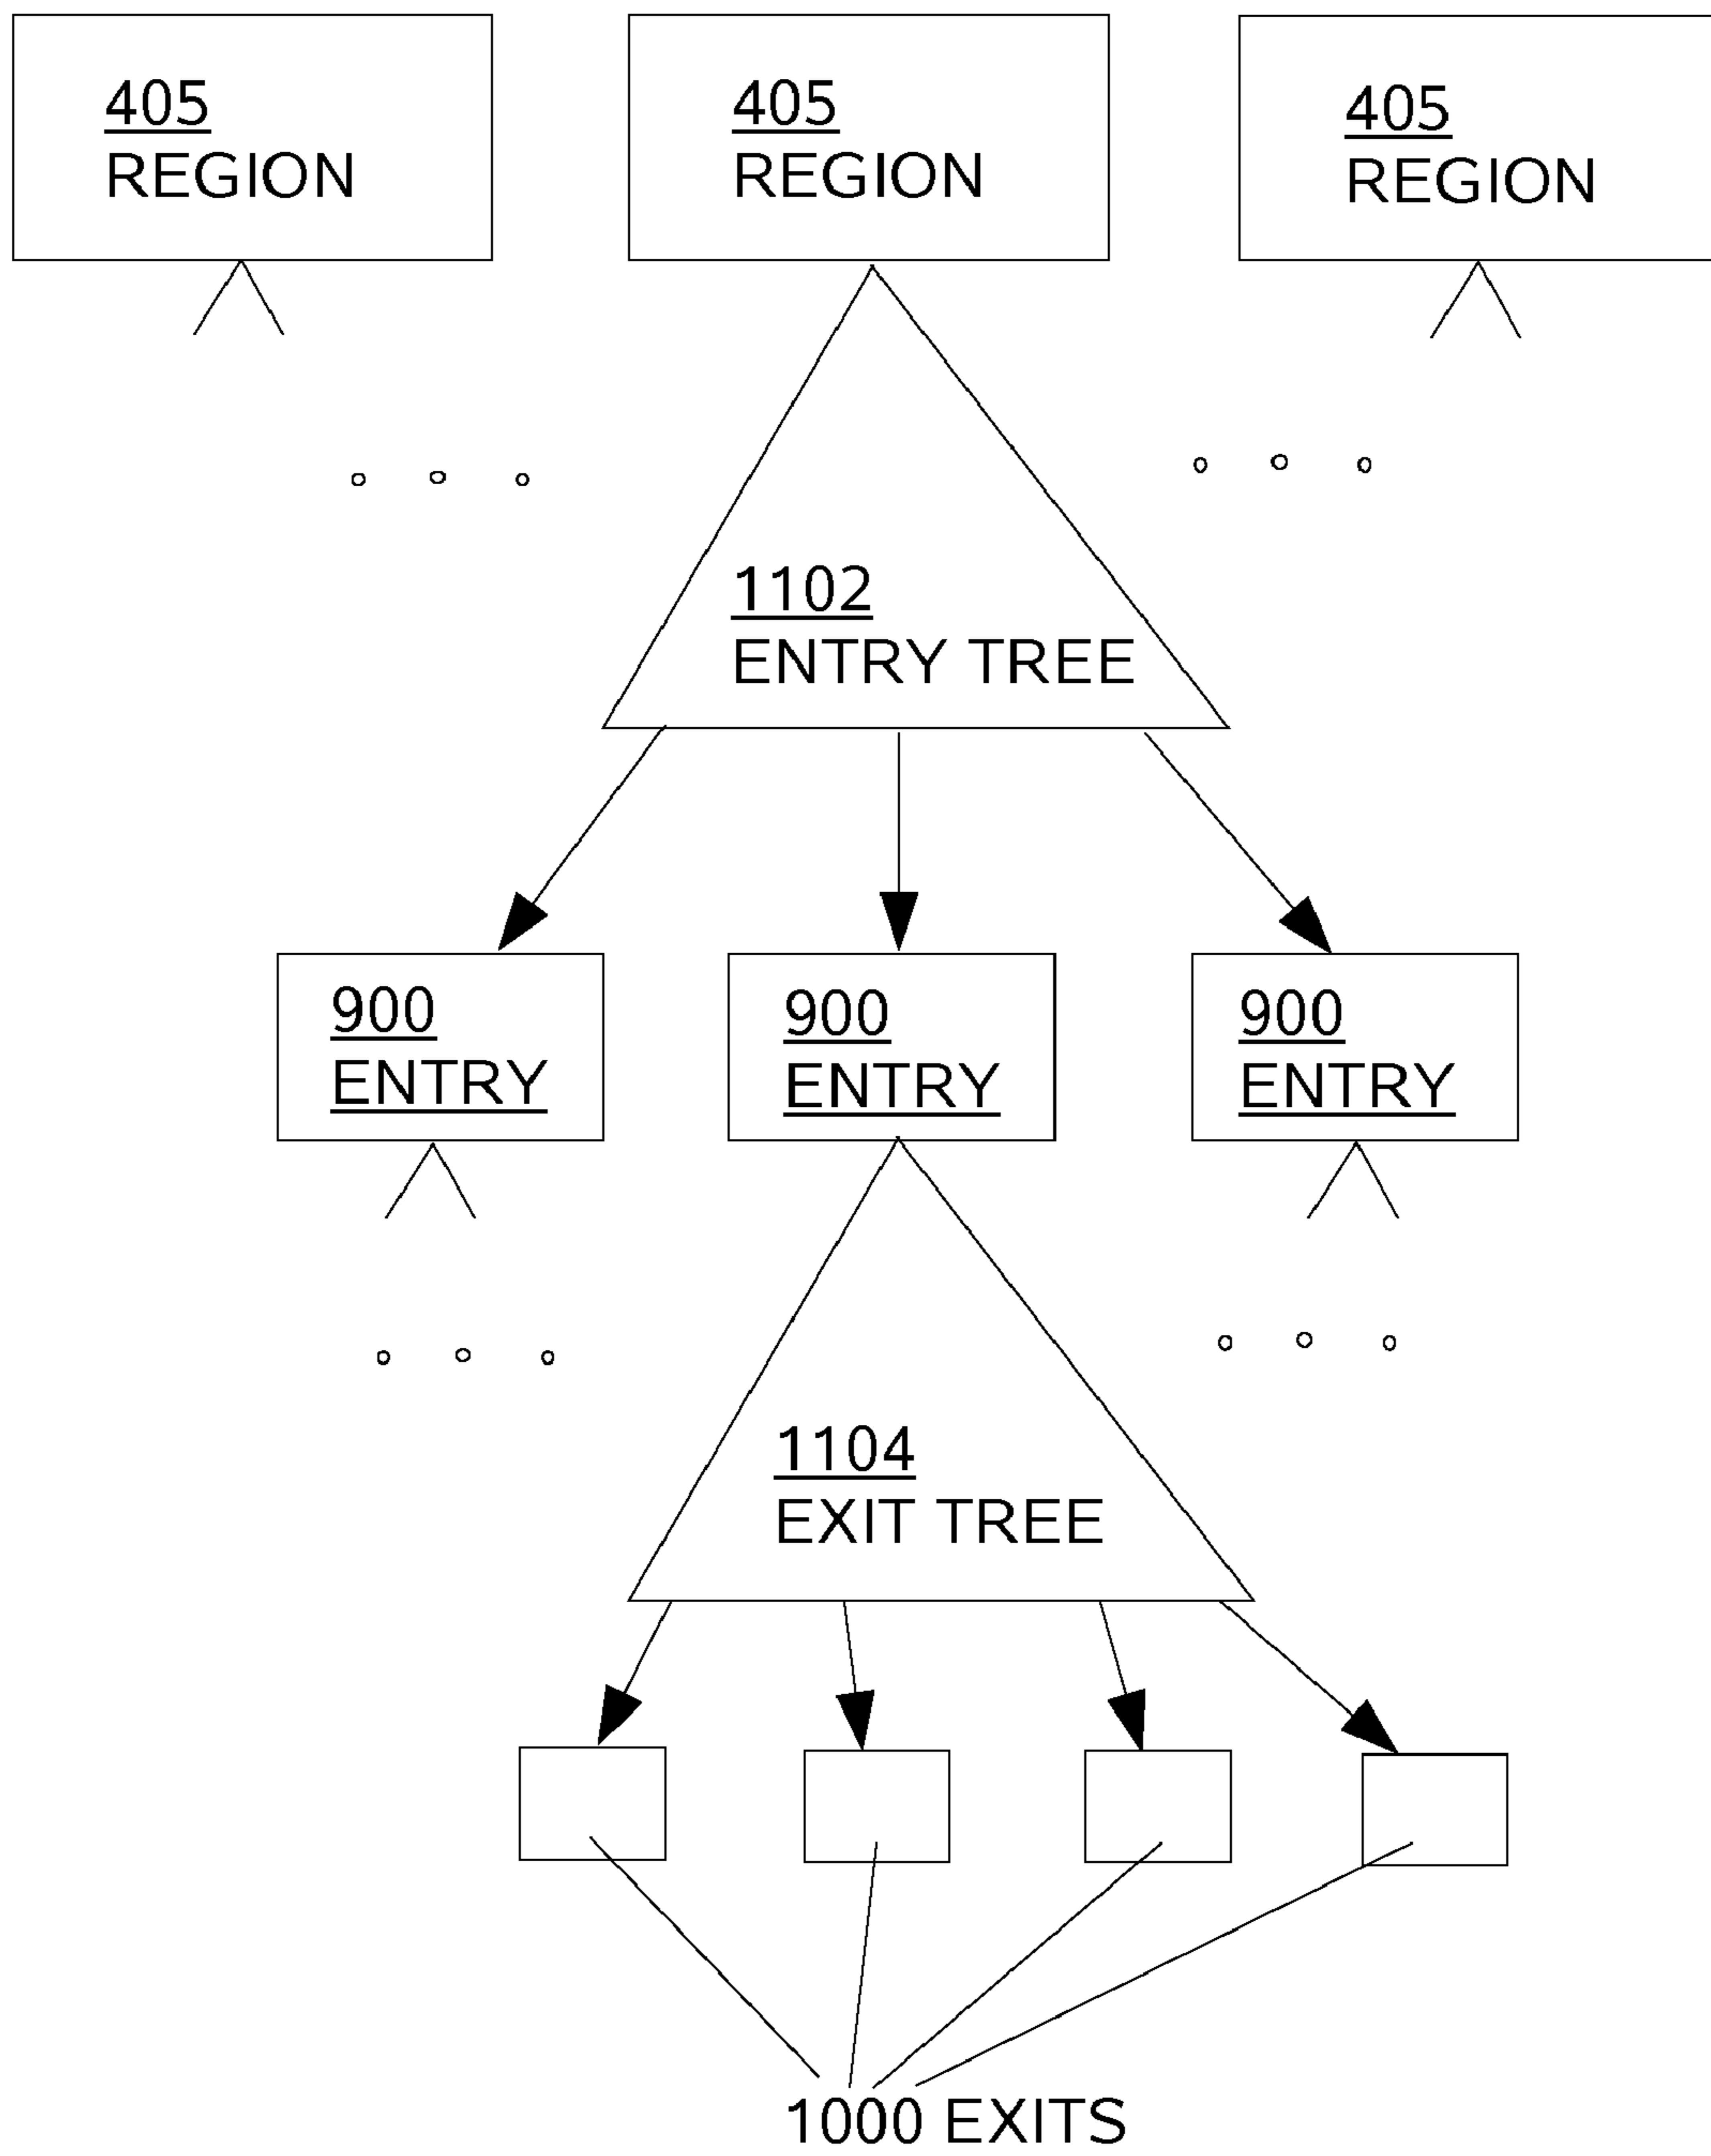 405
REGION
405
REGION
405
REGION
1102
ENTRY TREE
900
ENTRY
900
ENTRY
900
ENTRY
1104
EXIT TREE
1000 EXITS